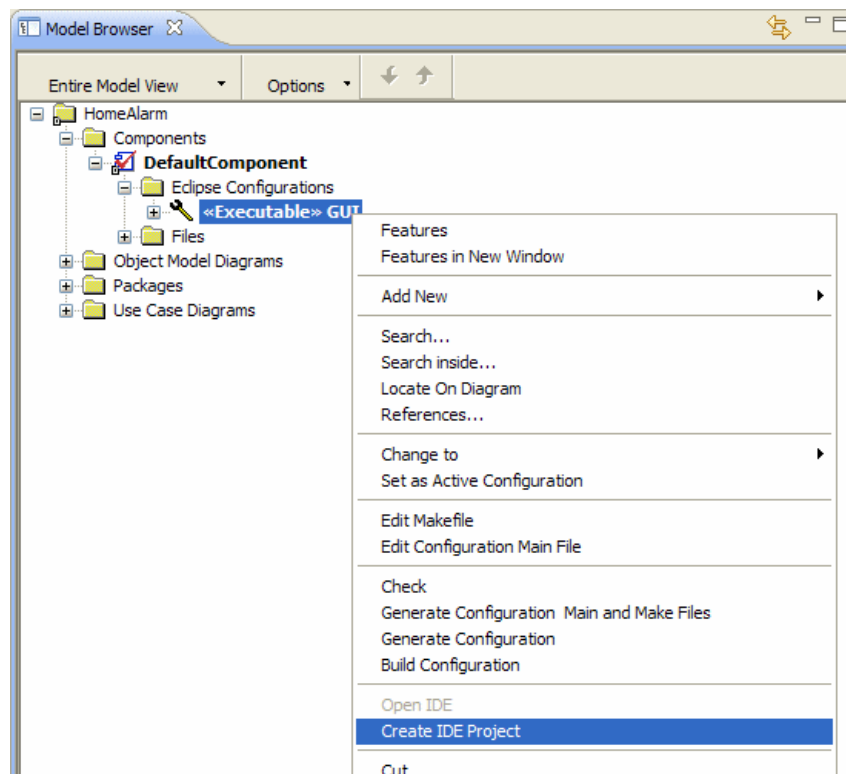 Model Browser
Entire Model View Options
HomeAlarm
Components
DefaultComponent
Eclipse Configurations
«Executable» GUI
Files
Object Model Diagrams
Packages
Use Case Diagrams
Features
Features in New Window
Add New
Search...
Search inside...
Locate On Diagram
References...
Change to
Set as Active Configuration
Edit Makefile
Edit Configuration Main File
Check
Generate Configuration Main and Make Files
Generate Configuration
Build Configuration
Open IDE
Create IDE Project
Cut